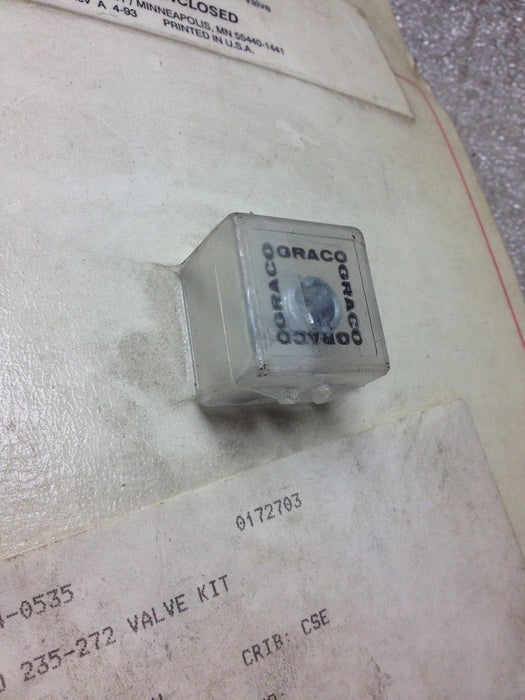 NCLOSED
/ MINNEAPOLIS, MN 55440-1441
A 4-93
PRINTED IN U.S.A.
GRACO
GRACO
GRACO
GRACO
0172703
-0535
235-272 VALVE KIT
CRIB: CSE